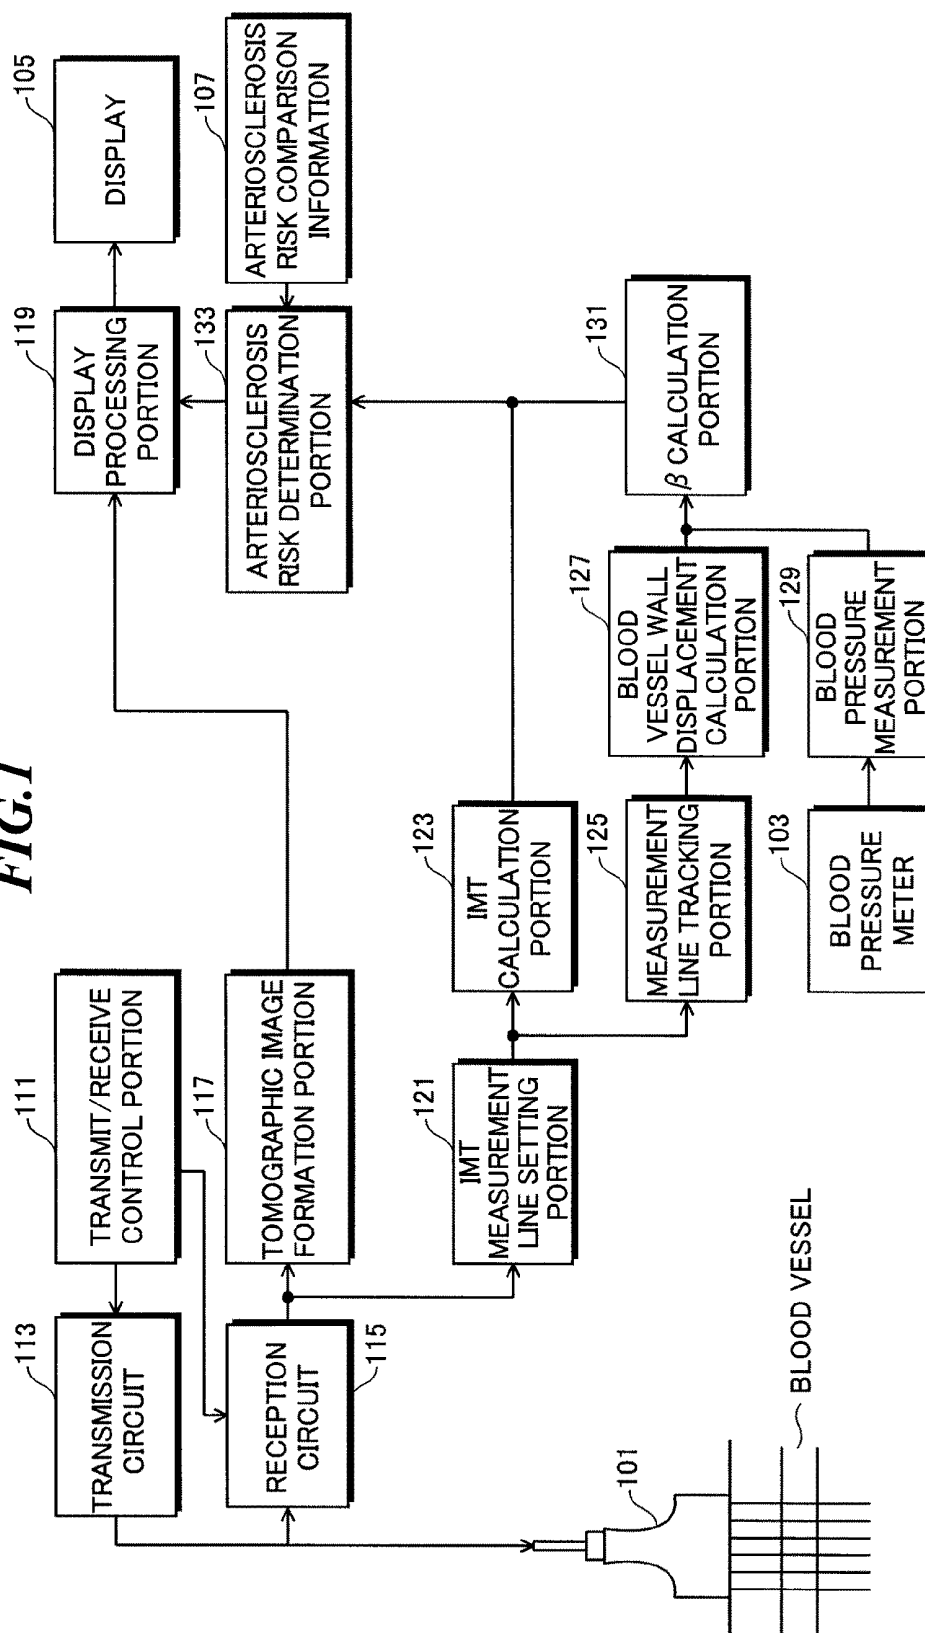 FIG.1
111
TRANSMIT/RECEIVE
CONTROL PORTION
113
TRANSMISSION
CIRCUIT
115
RECEPTION
CIRCUIT
117
TOMOGRAPHIC IMAGE
FORMATION PORTION
119
DISPLAY
PROCESSING
PORTION
105
DISPLAY
133
ARTERIOSCLEROSIS
RISK DETERMINATION
PORTION
107
ARTERIOSCLEROSIS
RISK COMPARISON
INFORMATION
121
IMT
MEASUREMENT
LINE SETTING
PORTION
123
IMT
CALCULATION
PORTION
125
MEASUREMENT
LINE TRACKING
PORTION
127
BLOOD
VESSEL WALL
DISPLACEMENT
CALCULATION
PORTION
131
β CALCULATION
PORTION
103
BLOOD
PRESSURE
METER
129
BLOOD
PRESSURE
MEASUREMENT
PORTION
101
BLOOD VESSEL